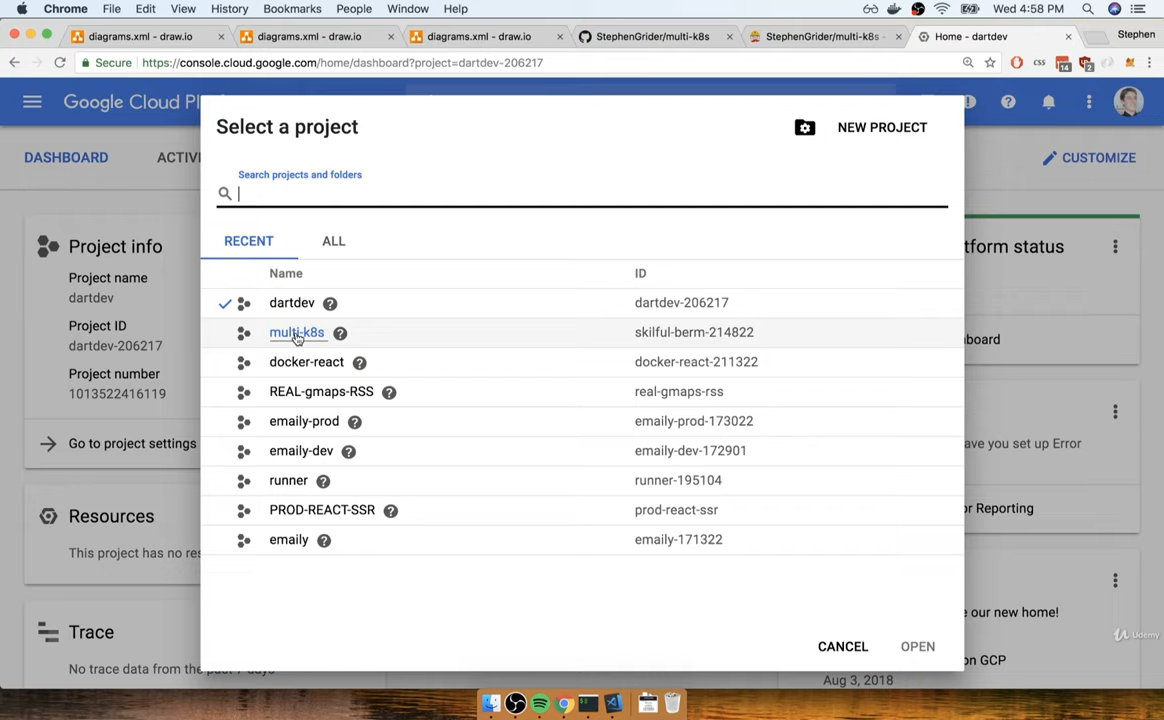 Chrome File Edit View History Bookmarks People Window Help Wed 4:58 PM
diagrams.xml - draw.io diagrams.xml - draw.io diagrams.xml - draw.io StephenGrider/multi-k8s StephenGrider/multi-k8s - Home - dartdev Stephen
Secure https://console.cloud.google.com/home/dashboard?project=dartdev-206217 CSS 14 2
Google Cloud Pl
DASHBOARD ACTIV CUSTOMIZE
Select a project NEW PROJECT
Search projects and folders
RECENT ALL
Name ID
dartdev dartdev-206217
multi-k8s skilful-berm-214822
docker-react docker-react-211322
REAL-gmaps-RSS real-gmaps-rss
emaily-prod emaily-prod-173022
emaily-dev emaily-dev-172901
runner runner-195104
PROD-REACT-SSR prod-react-ssr
emaily emaily-171322
CANCEL OPEN
Project info
Project name
dartdev
Project ID
dartdev-206217
Project number
1013522416119
Go to project settings
Resources
This project has no res
Trace
No trace data from the past 7 days
tform status
board
ave you set up Error
or Reporting
e our new home!
on GCP
Aug 3, 2018
Udemy